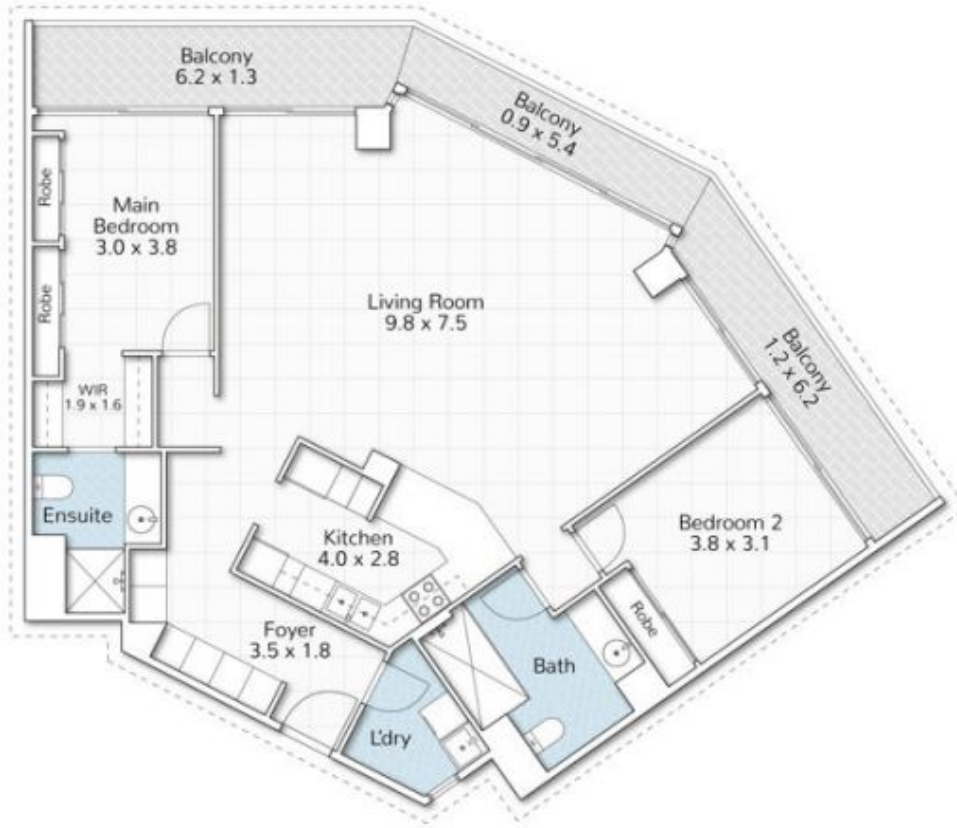 Balcony
6.2 x 1.3
Balcony
0.9 x 5.4
Robe
Main
Bedroom
3.0 x 3.8
Robe
Living Room
9.8 x 7.5
Balcony
1.2 x 6.2
WIR
1.9 x 1.6
Ensuite
Kitchen
4.0 x 2.8
Bedroom 2
3.8 x 3.1
Foyer
3.5 x 1.8
Robe
Bath
L'dry